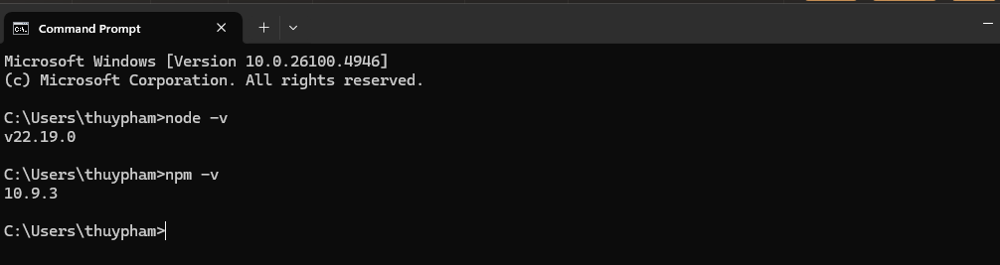 Command Prompt
Microsoft Windows [Version 10.0.26100.4946]
(c) Microsoft Corporation. All rights reserved.
C:\Users\thuypham>node -v
v22.19.0
C:\Users\thuypham>npm -v
10.9.3
C:\Users\thuypham>